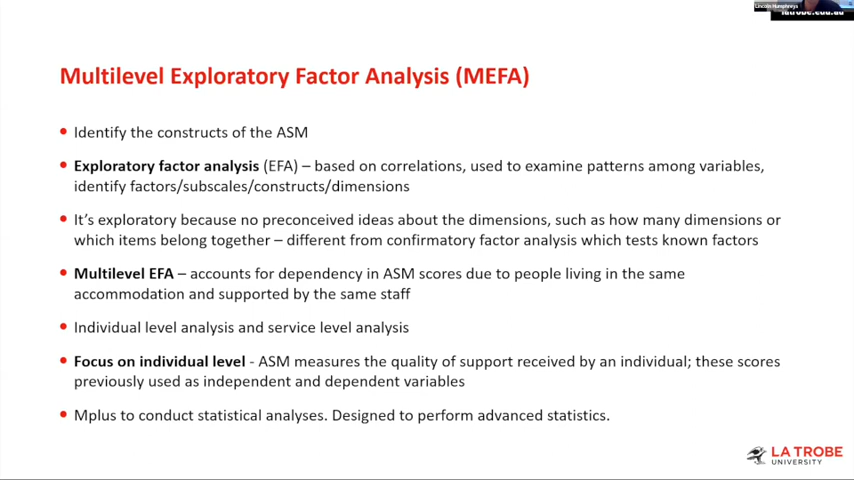 Lincoln Humphreys
latrobe.edu.au
Multilevel Exploratory Factor Analysis (MEFA)
• Identify the constructs of the ASM
• Exploratory factor analysis (EFA) – based on correlations, used to examine patterns among variables,
identify factors/subscales/constructs/dimensions
• It's exploratory because no preconceived ideas about the dimensions, such as how many dimensions or
which items belong together – different from confirmatory factor analysis which tests known factors
• Multilevel EFA – accounts for dependency in ASM scores due to people living in the same
accommodation and supported by the same staff
• Individual level analysis and service level analysis
• Focus on individual level - ASM measures the quality of support received by an individual; these scores
previously used as independent and dependent variables
• Mplus to conduct statistical analyses. Designed to perform advanced statistics.
LA TROBE
UNIVERSITY